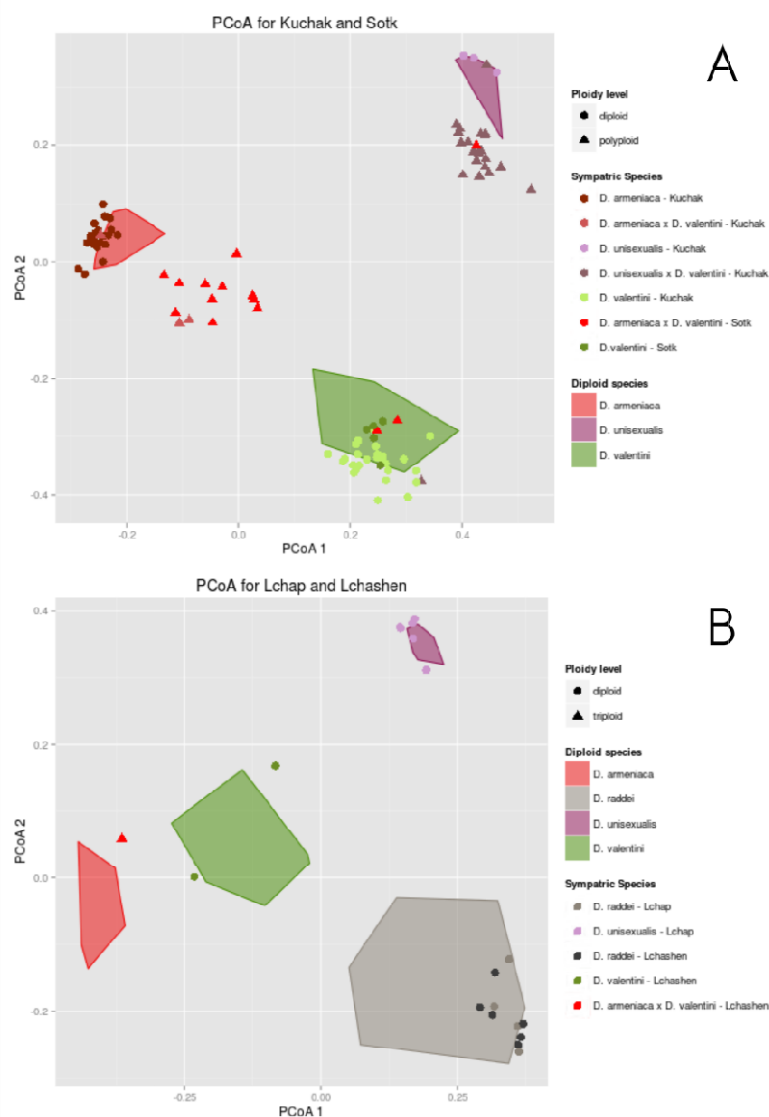 PCoA for Kuchak and Sotk
A
Ploidy level
diploid
polyploid
Sympatric Species
D. armeniaca - Kuchak
D. armeniaca x D. valentini - Kuchak
D. unisexualis - Kuchak
D. unisexualis x D. valentini - Kuchak
D. valentini - Kuchak
D. armeniaca x D. valentini - Sotk
D.valentini - Sotk
Diploid species
D. armeniaca
D. unisexualis
D. valentini
PCoA 2
0.2
0.0
-0.2
-0.4
-0.2
0.0
0.2
0.4
PCoA 1
PCoA for Lchap and Lchashen
B
Ploidy level
diploid
triploid
Diploid species
D. armeniaca
D. raddei
D. unisexualis
D. valentini
Sympatric Species
D. raddei - Lchap
D. unisexualis - Lchap
D. raddei - Lchashen
D. valentini - Lchashen
D. armeniaca x D. valentini - Lchashen
PCoA 2
0.4
0.2
0.0
-0.2
-0.25
0.00
0.25
PCoA 1